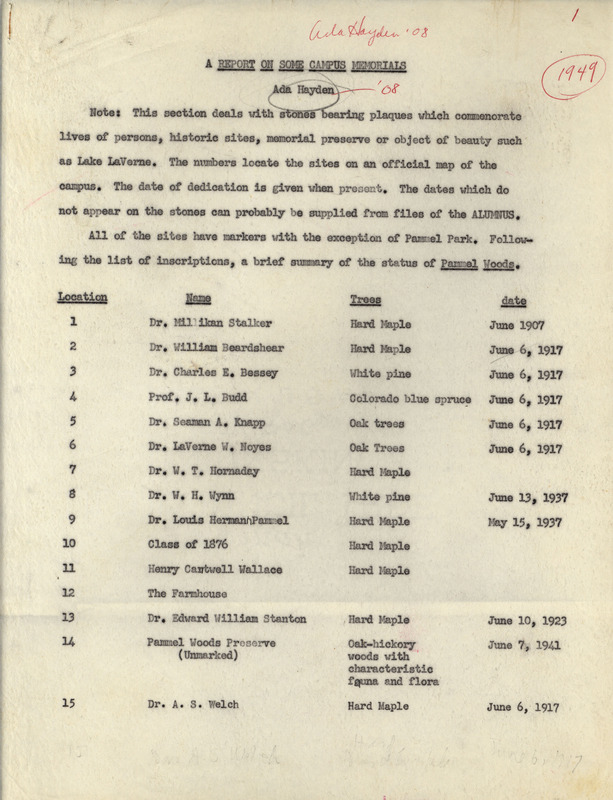 1
Ada Hayden '08
A REPORT ON SOME CAMPUS MEMORIALS
1949
Ada Hayden '08
Note: This section deals with stones bearing plaques which commemorate
lives of persons, historic sites, memorial preserve or object of beauty such
as Lake LaVerne. The numbers locate the sites on an official map of the
campus. The date of dedication is given when present. The dates which do
not appear on the stones can probably be supplied from files of the ALUMNUS.
All of the sites have markers with the exception of Pammel Park. Follow-
ing the list of inscriptions, a brief summary of the status of Pammel Woods.
Location Name Trees date
1 Dr. Millikan Stalker Hard Maple June 1907
2 Dr. William Beardshear Hard Maple June 6, 1917
3 Dr. Charles E. Bessey White pine June 6, 1917
4 Prof. J. L. Budd Colorado blue spruce June 6, 1917
5 Dr. Seaman A. Knapp Oak trees June 6, 1917
6 Dr. LaVerne W. Noyes Oak Trees June 6, 1917
7 Dr. W. T. Hornaday Hard Maple
8 Dr. W. H. Wynn White pine June 13, 1937
9 Dr. Louis Hermann Pammel Hard Maple May 15, 1937
10 Class of 1876 Hard Maple
11 Henry Cantwell Wallace Hard Maple
12 The Farmhouse
13 Dr. Edward William Stanton Hard Maple June 10, 1923
14 Pammel Woods Preserve Oak-hickory June 7, 1941
(Unmarked) woods with
characteristic
fauna and flora
15 Dr. A. S. Welch Hard Maple June 6, 1917